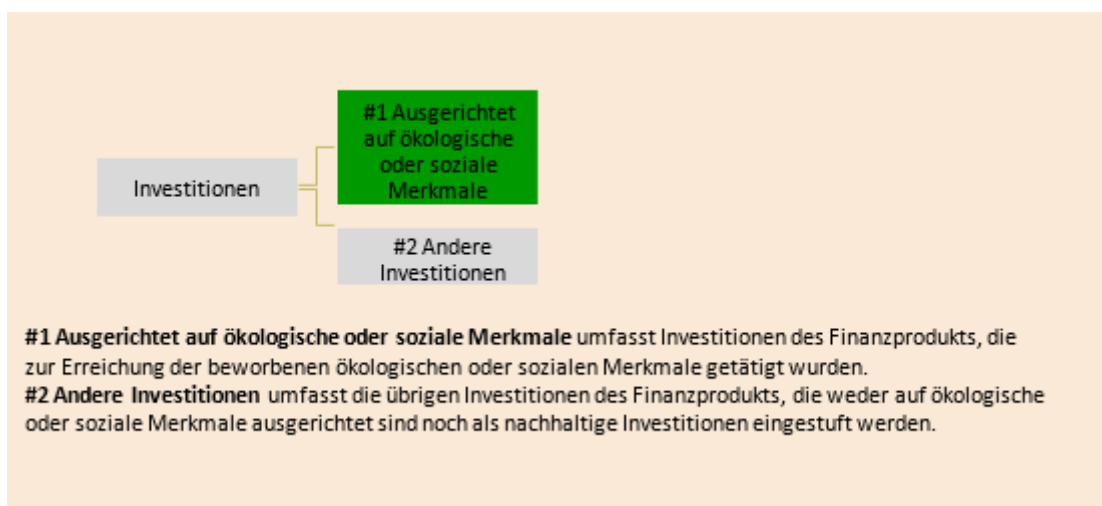 #1 Ausgerichtet
auf ökologische
oder soziale
Merkmale
Investitionen
#2 Andere
Investitionen
#1 Ausgerichtet auf ökologische oder soziale Merkmale umfasst Investitionen des Finanzprodukts, die
zur Erreichung der beworbenen ökologischen oder sozialen Merkmale getätigt wurden.
#2 Andere Investitionen umfasst die übrigen Investitionen des Finanzprodukts, die weder auf ökologische
oder soziale Merkmale ausgerichtet sind noch als nachhaltige Investitionen eingestuft werden.